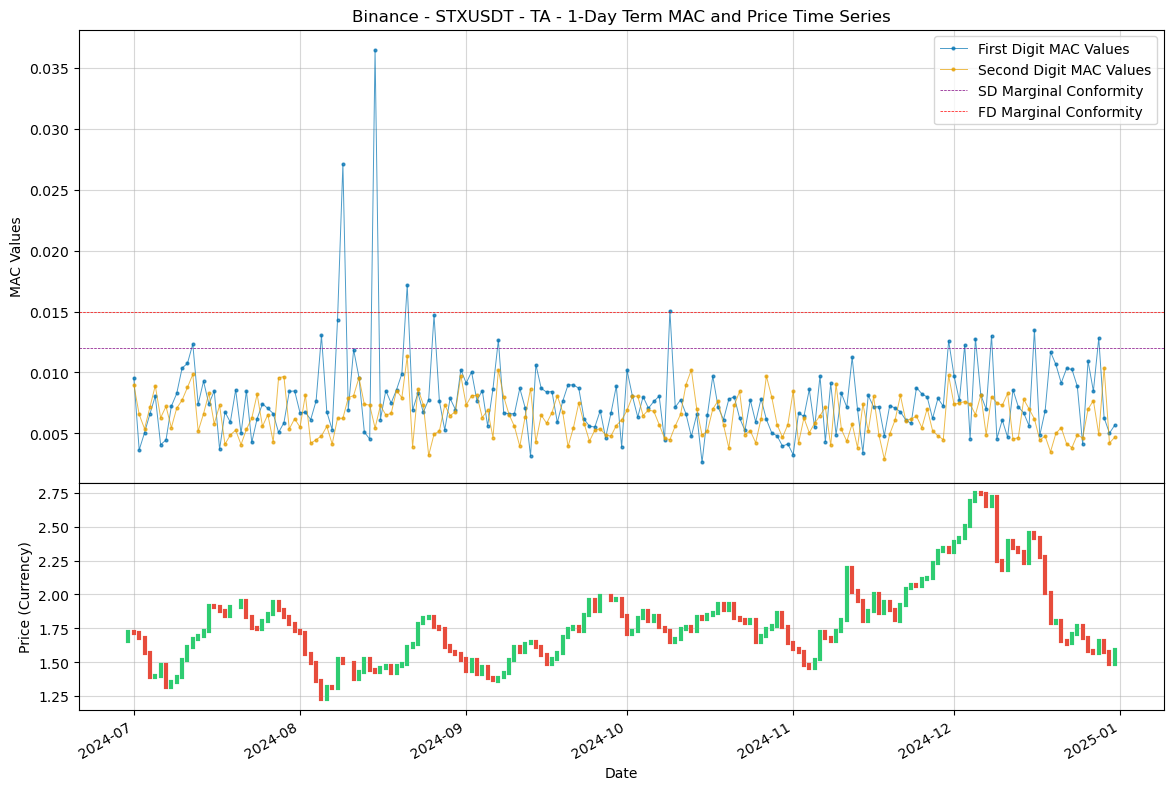 Binance - STXUSDT - TA - 1-Day Term MAC and Price Time Series
First Digit MAC Values
Second Digit MAC Values
SD Marginal Conformity
FD Marginal Conformity
MAC Values
0.035
0.030
0.025
0.020
0.015
0.010
0.005
Price (Currency)
2.75
2.50
2.25
2.00
1.75
1.50
1.25
2024-07
2024-08
2024-09
2024-10
2024-11
2024-12
2025-01
Date